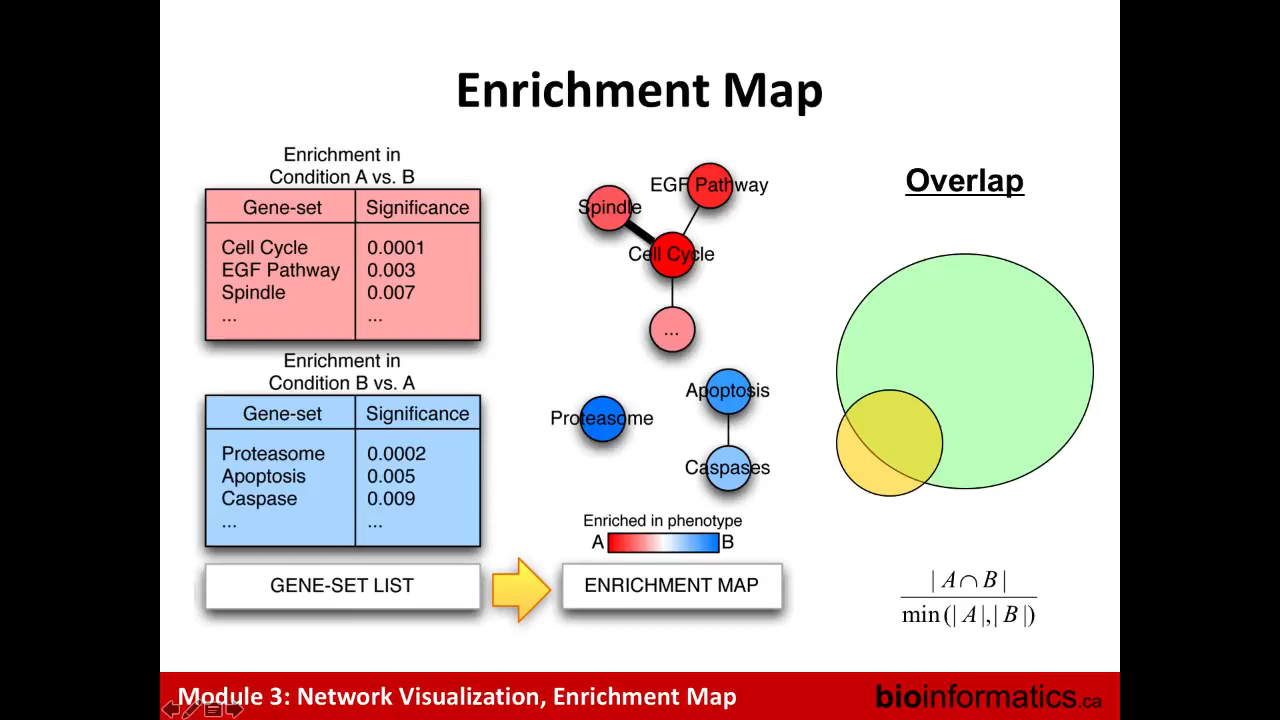 Enrichment Map
Enrichment in
Condition A vs. B
Gene-set Significance
Cell Cycle 0.0001
EGF Pathway 0.003
Spindle 0.007
... ...
Enrichment in
Condition B vs. A
Gene-set Significance
Proteasome 0.0002
Apoptosis 0.005
Caspase 0.009
... ...
GENE-SET LIST
EGF Pathway
Spindle
Cell Cycle
...
Apoptosis
Proteasome
Caspases
Enriched in phenotype
A B
ENRICHMENT MAP
Overlap
| A ∩ B |
min (| A |,| B |)
Module 3: Network Visualization, Enrichment Map
bioinformatics.ca